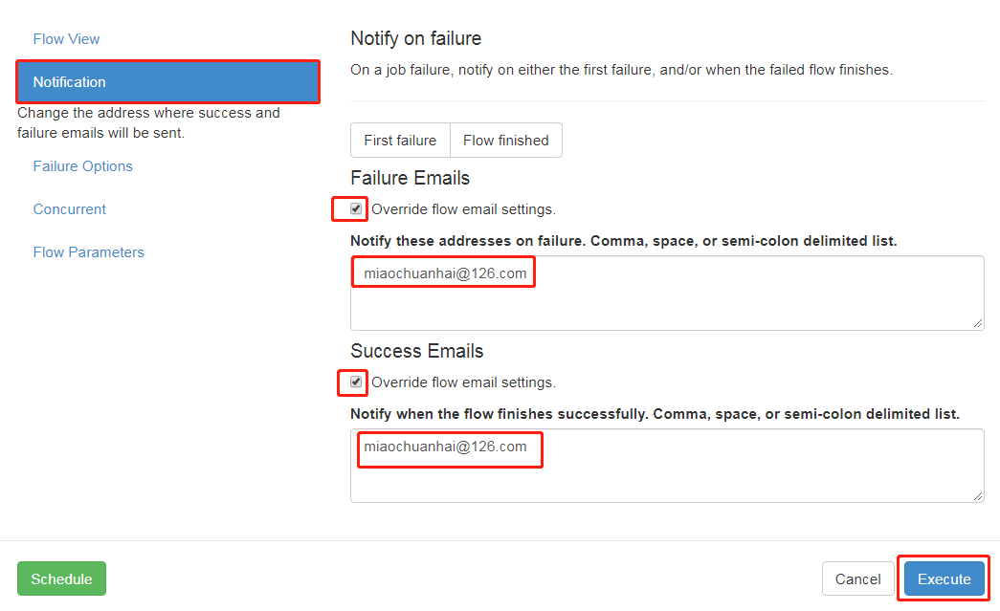 Flow View
Notification
Change the address where success and
failure emails will be sent.
Failure Options
Concurrent
Flow Parameters
Notify on failure
On a job failure, notify on either the first failure, and/or when the failed flow finishes.
First failure Flow finished
Failure Emails
Override flow email settings.
Notify these addresses on failure. Comma, space, or semi-colon delimited list.
miaochuanhai@126.com
Success Emails
Override flow email settings.
Notify when the flow finishes successfully. Comma, space, or semi-colon delimited list.
miaochuanhai@126.com
Schedule Cancel Execute